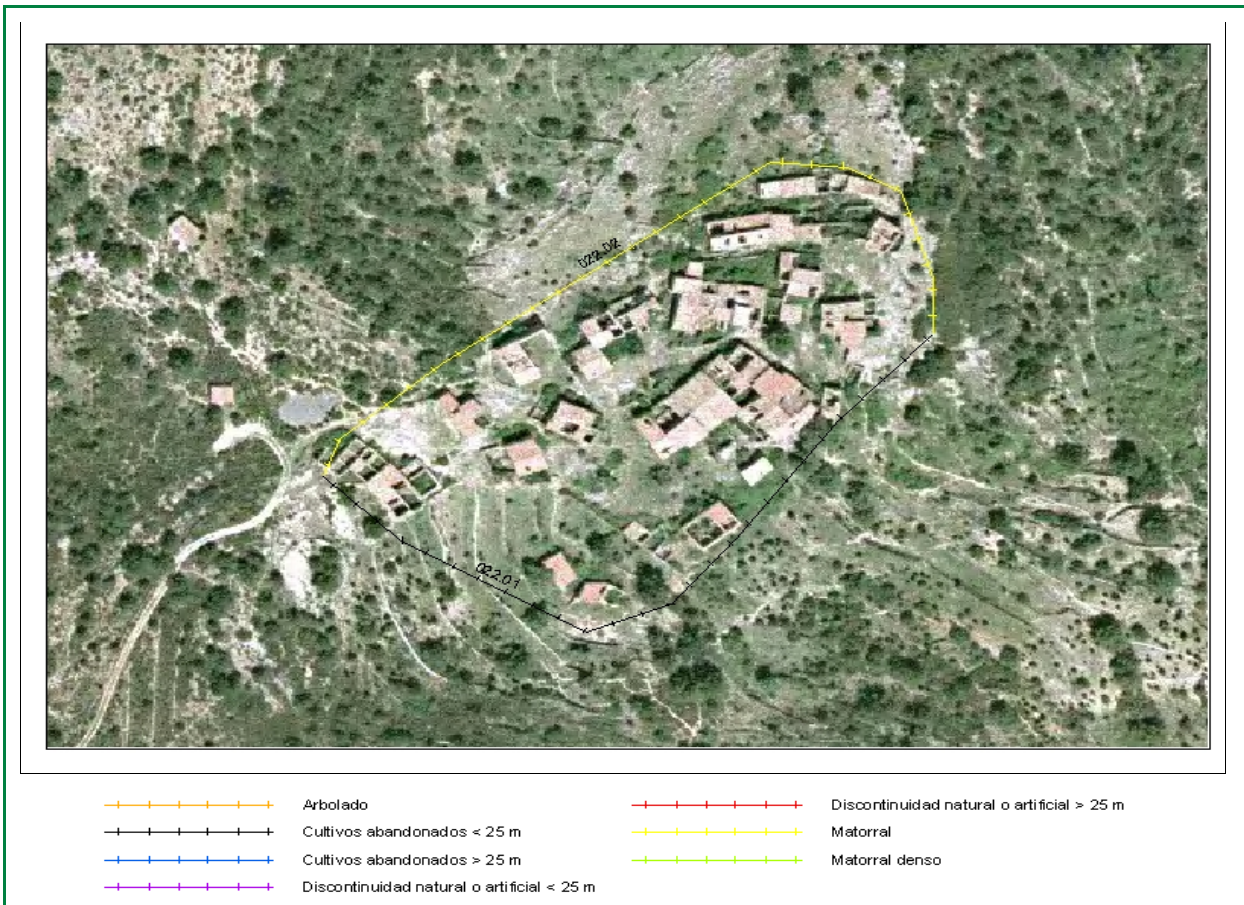 022.02
022.01
Arbolado
Cultivos abandonados < 25 m
Cultivos abandonados > 25 m
Discontinuidad natural o artificial < 25 m
Discontinuidad natural o artificial > 25 m
Matorral
Matorral denso